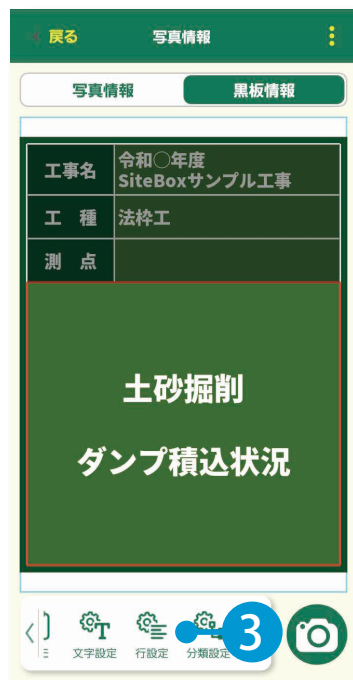 戻る
写真情報
写真情報
黒板情報
工事名
令和○年度
SiteBoxサンプル工事
工 種
法枠工
測 点
土砂掘削
ダンプ積込状況
文字設定
行設定
分類設定
3